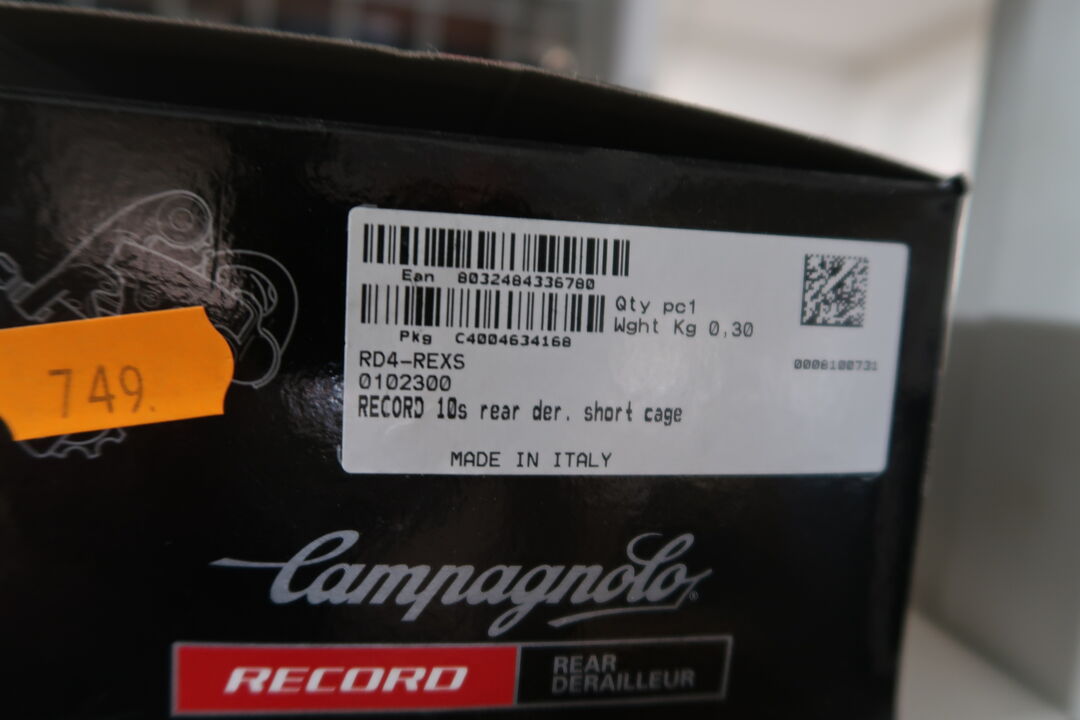 Ean 8032484336780
Pkg C4004634168
Qty pc1
Wght Kg 0,30
RD4-REXS
0102300
RECORD 10s rear der. short cage
MADE IN ITALY
749.
Campagnolo®
RECORD
REAR
DERAILLEUR